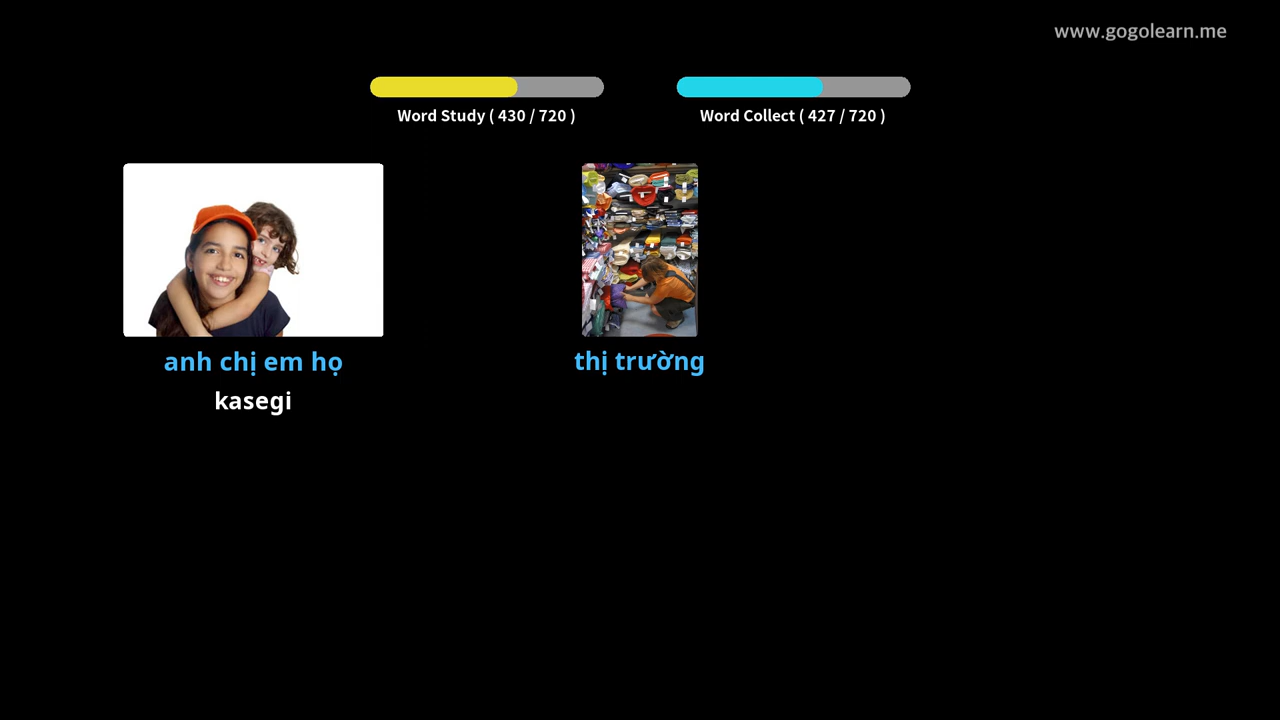 www.gogolearn.me
Word Study ( 430 / 720 )
Word Collect ( 427 / 720 )
anh chị em họ
kasegi
thị trường